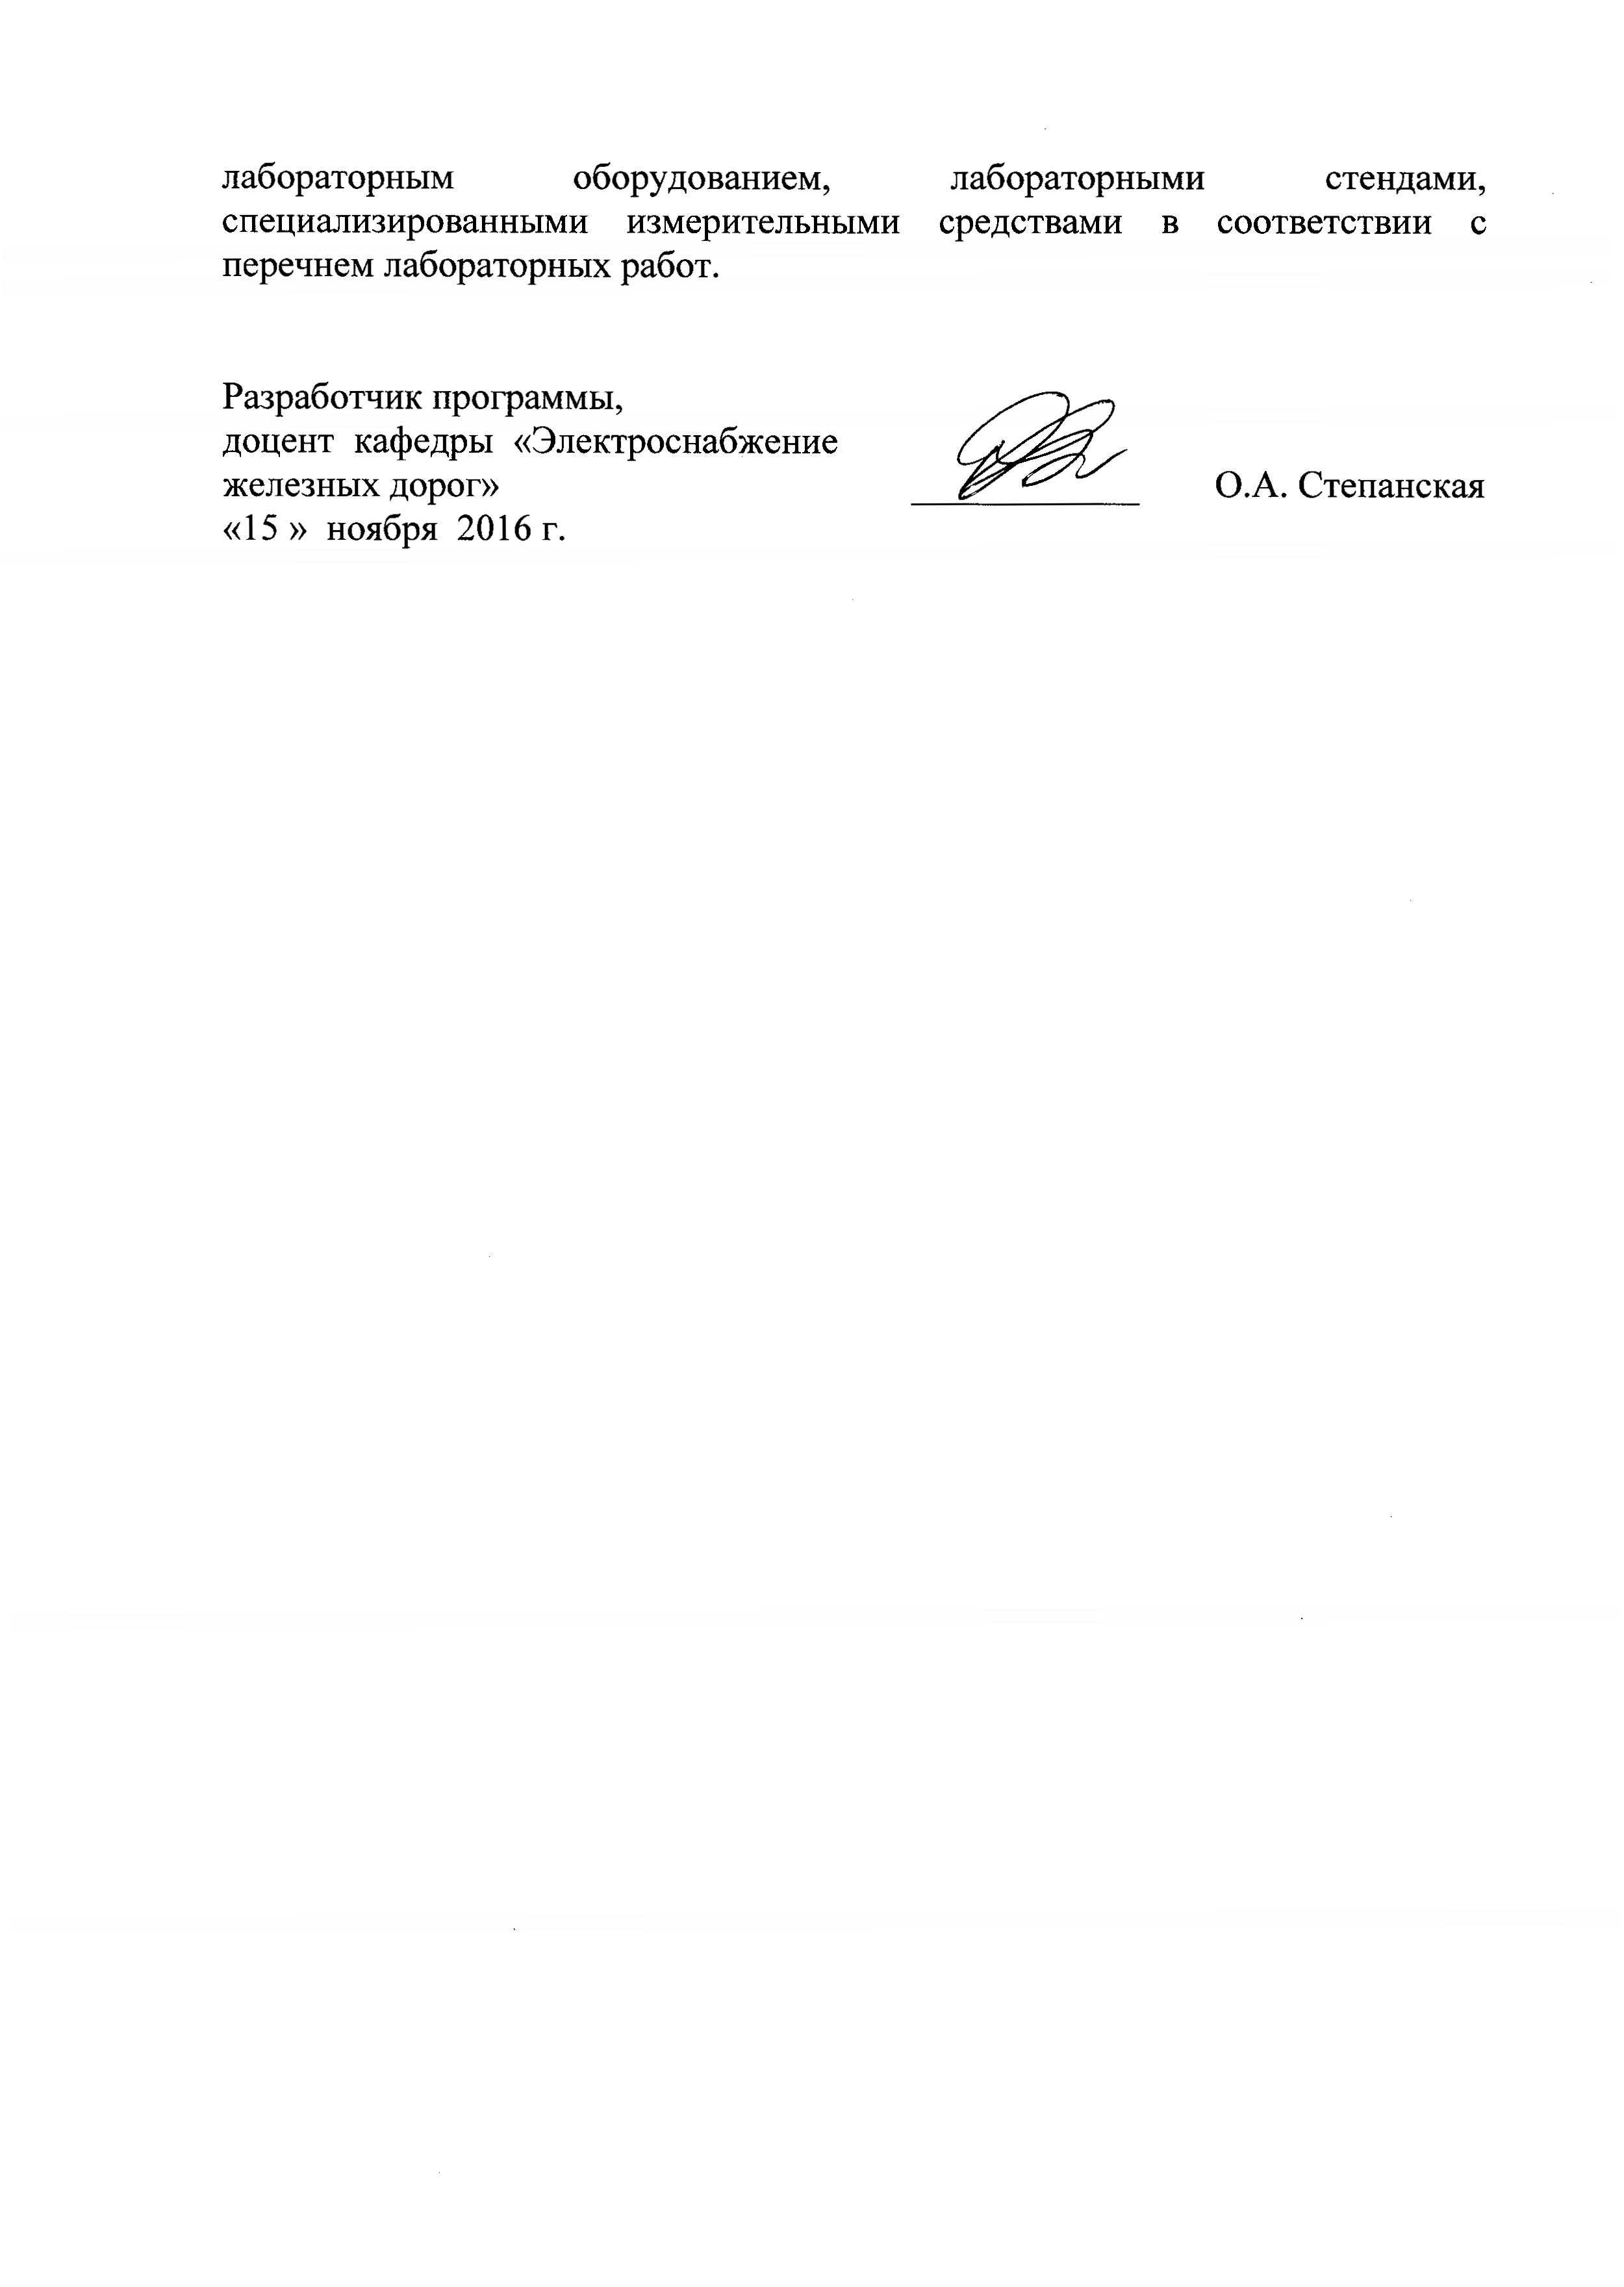 лабораторным оборудованием, лабораторными стендами,
специализированными измерительными средствами в соответствии с
перечнем лабораторных работ.
Разработчик программы,
доцент кафедры «Электроснабжение
железных дорог» О.А. Степанская
«15 » ноября 2016 г.